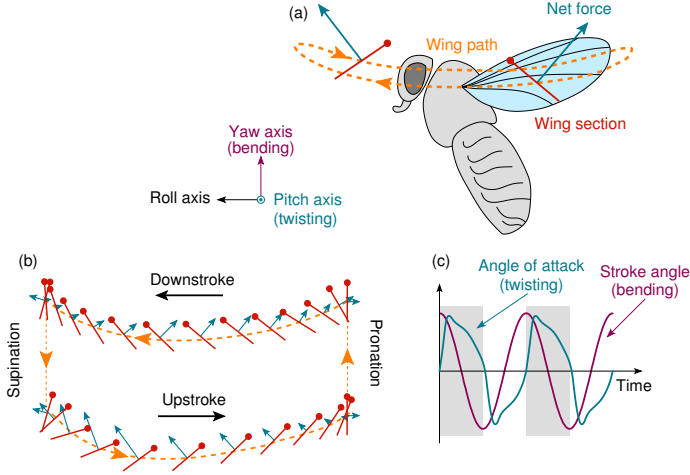 (a)
Net force
Wing path
Wing section
Yaw axis
(bending)
Roll axis
Pitch axis
(twisting)
(b)
Downstroke
Supination
Pronation
Upstroke
(c)
Angle of attack
(twisting)
Stroke angle
(bending)
Time